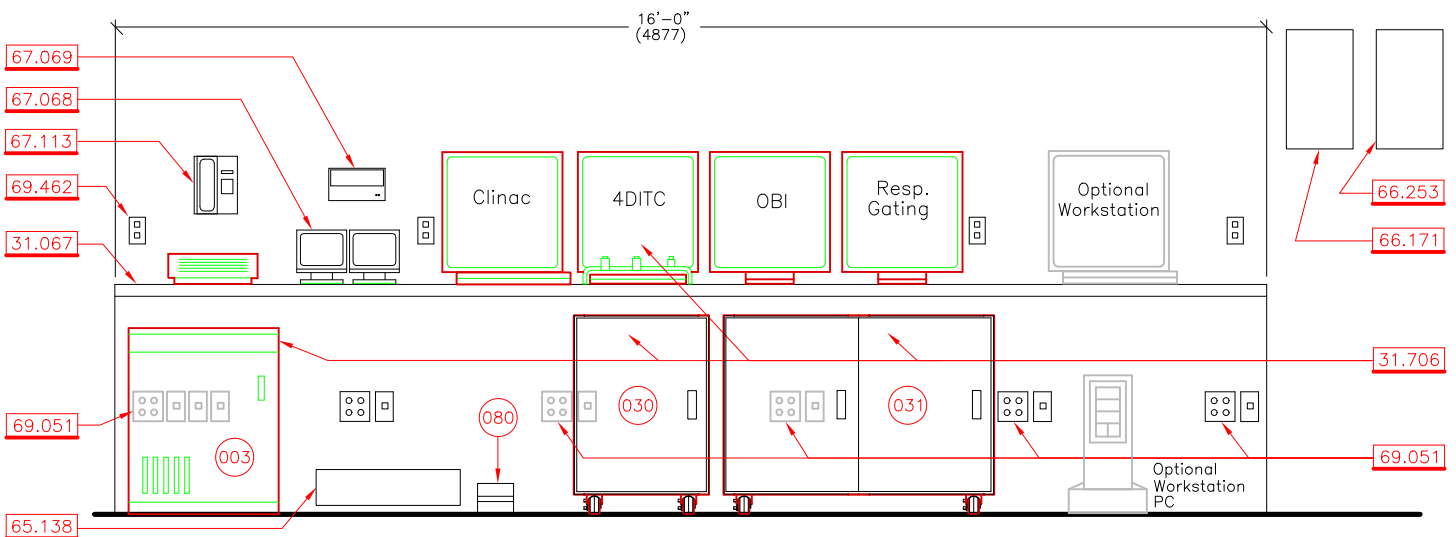 16'-0"
(4877)
67.069
67.068
67.113
69.462
31.067
Clinac
4DITC
OBI
Resp.
Gating
Optional
Workstation
66.253
66.171
31.706
69.051
003
080
030
031
69.051
65.138
Optional
Workstation
PC